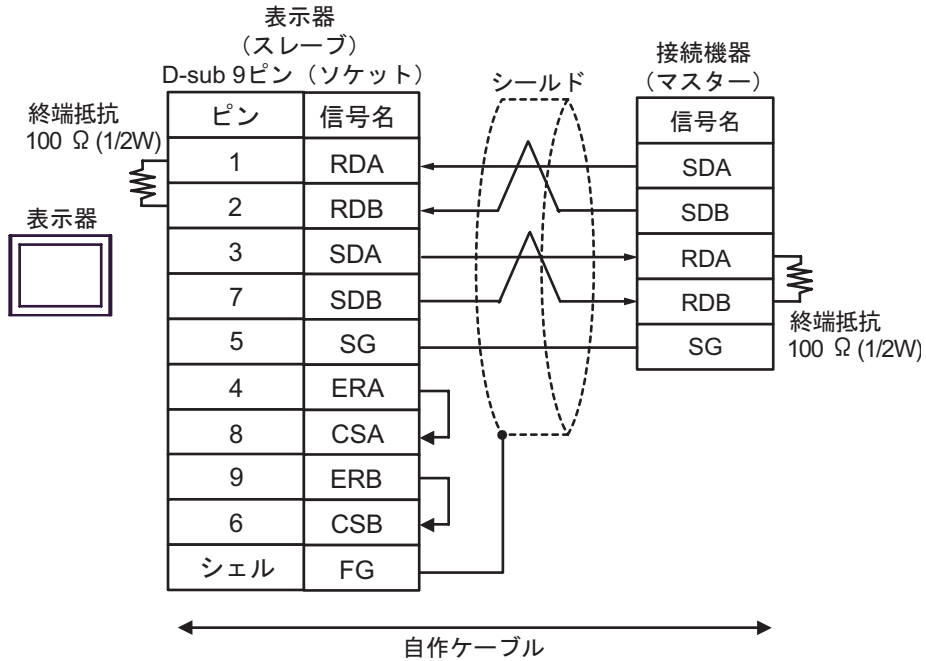 表示器
(スレーブ)
D-sub 9ピン (ソケット)
接続機器
(マスター)
シールド
終端抵抗
100 Ω (1/2W)
表示器
ピン 信号名
1 RDA
2 RDB
3 SDA
7 SDB
5 SG
4 ERA
8 CSA
9 ERB
6 CSB
シェル FG
信号名
SDA
SDB
RDA
RDB
SG
終端抵抗
100 Ω (1/2W)
自作ケーブル